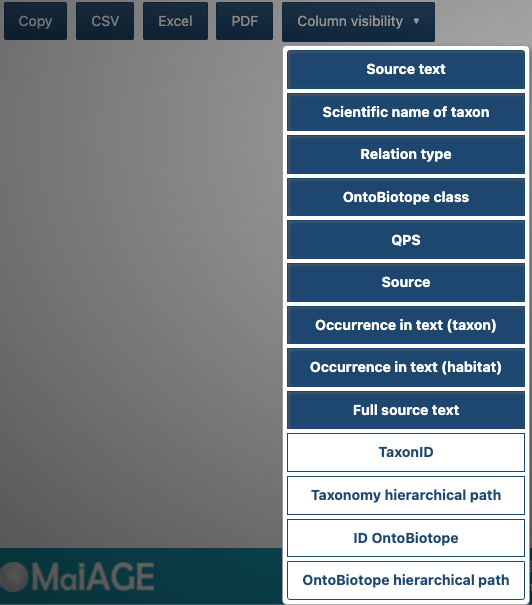 Copy CSV Excel PDF Column visibility ▼
Source text
Scientific name of taxon
Relation type
OntoBiotope class
QPS
Source
Occurrence in text (taxon)
Occurrence in text (habitat)
Full source text
TaxonID
Taxonomy hierarchical path
ID OntoBiotope
OntoBiotope hierarchical path
MaiAGE